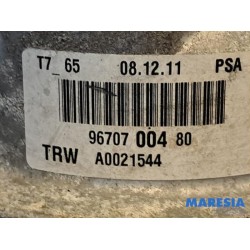 T7_65 08.12.11 PSA
96707 004 80
TRW A0021544
MARESIA